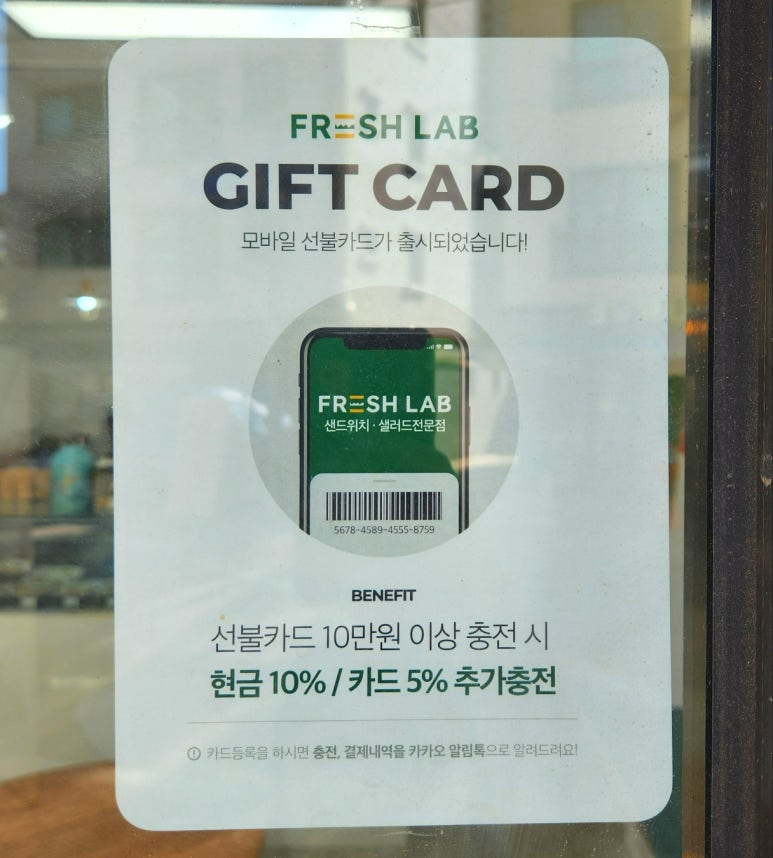 FRESH LAB
GIFT CARD
모바일 선불카드가 출시되었습니다!
FRESH LAB
샌드위치 · 샐러드전문점
5678-4589-4555-8759
BENEFIT
선불카드 10만원 이상 충전 시
현금 10% / 카드 5% 추가충전
카드등록을 하시면 충전, 결제내역을 카카오 알림톡으로 알려드려요!